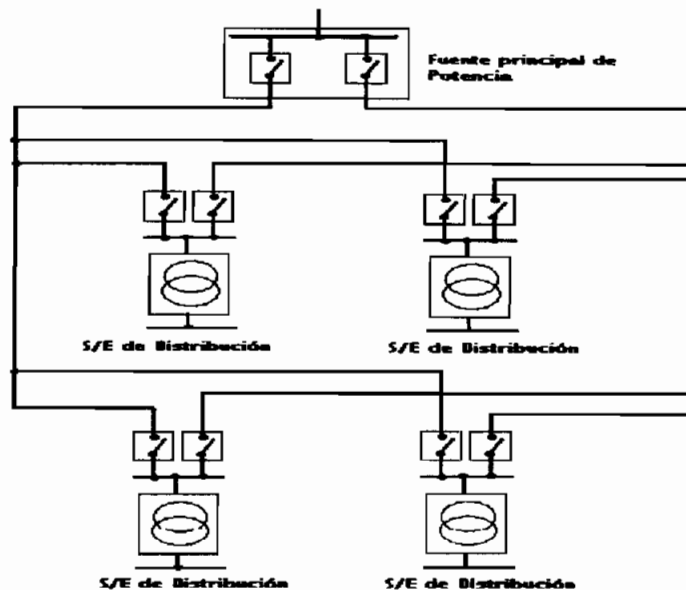 Fuente principal de
Potencia
S/E de Distribución
S/E de Distribución
S/E de Distribución
S/E de Distribución